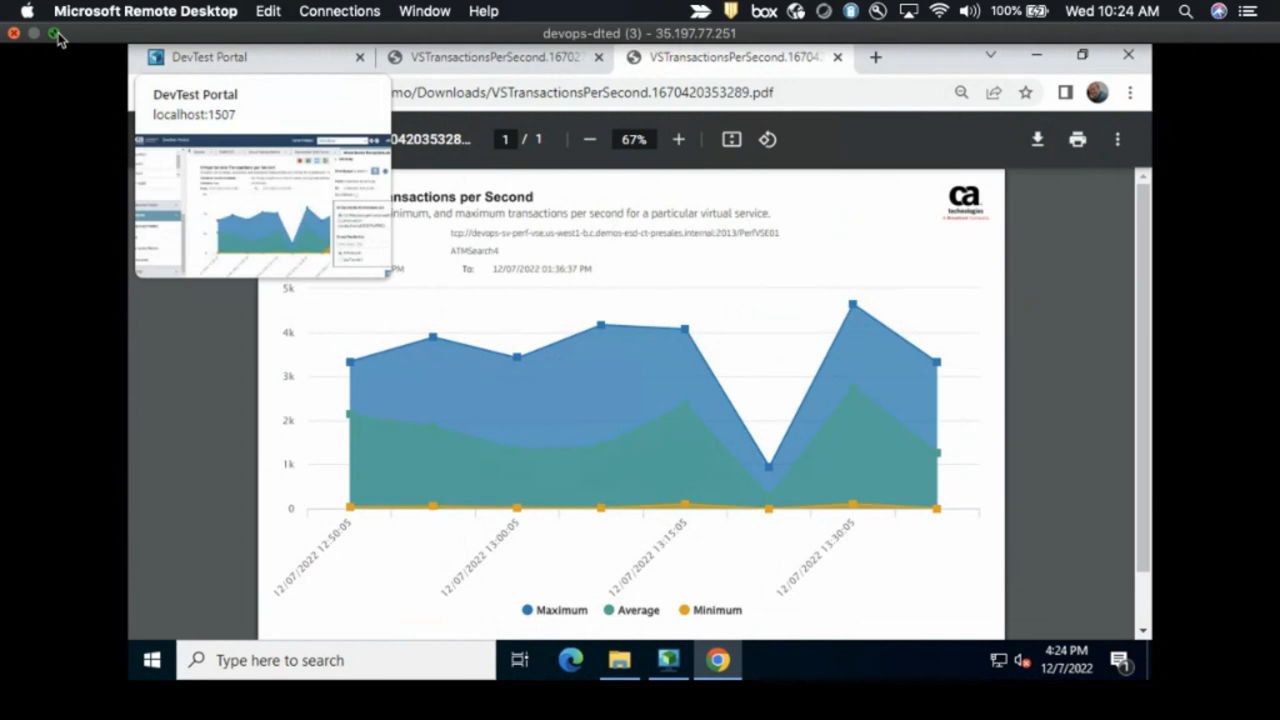 Microsoft Remote Desktop Edit Connections Window Help box 100% Wed 10:24 AM
devops-dted (3) - 35.197.77.251
DevTest Portal VSTransactionsPerSecond.16702 VSTransactionsPerSecond.167042
DevTest Portal
localhost:1507
mo/Downloads/VSTransactionsPerSecond.1670420353289.pdf
042035328... 1 / 1 67%
nsactions per Second
nimum, and maximum transactions per second for a particular virtual service.
ca
technologies
tcp://devops-sv-perf-vse.us-west1-b.c.demos-esd-ct-presales.internal:2013/PerfVSE01
ATMSearch4
PM To: 12/07/2022 01:36:37 PM
5k
4k
3k
2k
1k
0
12/07/2022 12:50:05
12/07/2022 13:00:05
12/07/2022 13:15:05
12/07/2022 13:30:05
Maximum Average Minimum
Type here to search
4:24 PM
12/7/2022
1